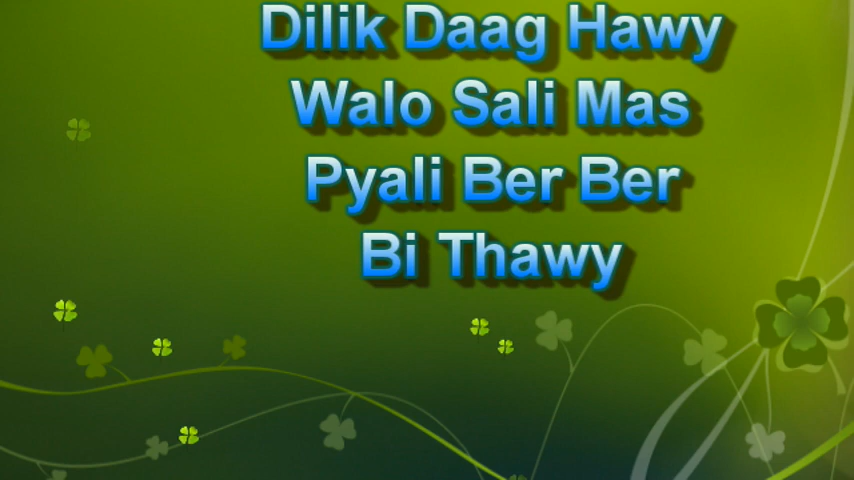 Dilik Daag Hawy
Walo Sali Mas
Pyali Ber Ber
Bi Thawy